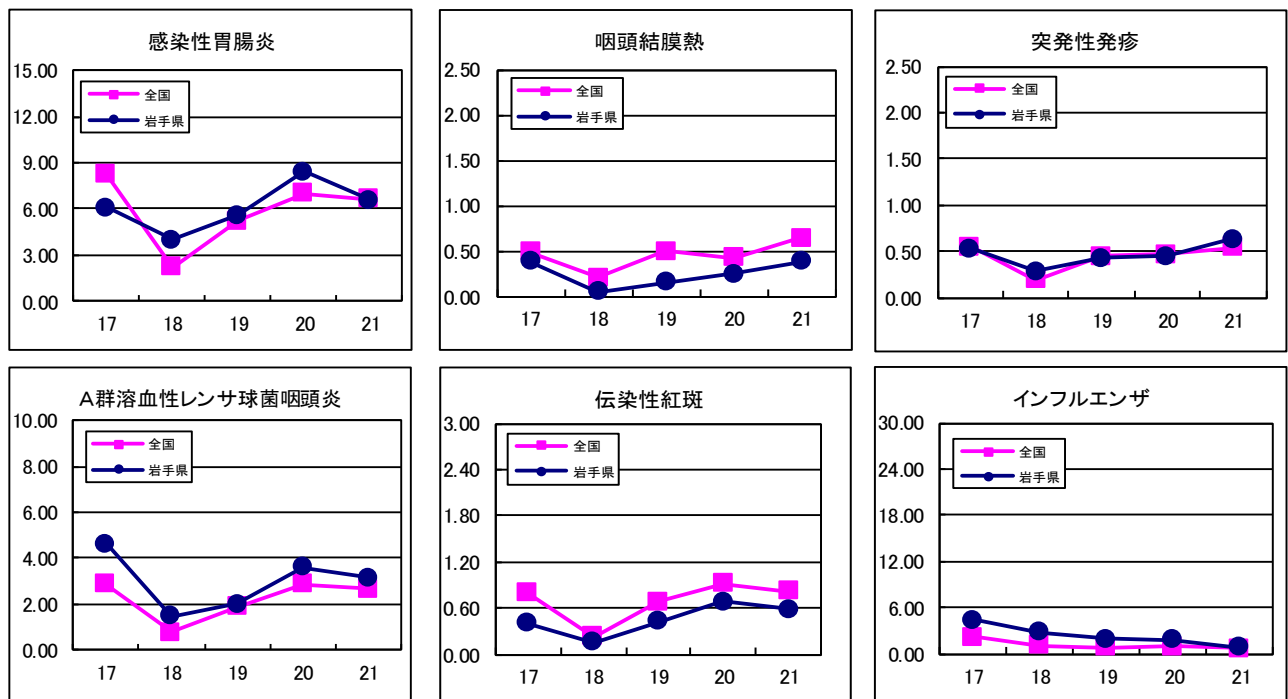 感染性胃腸炎
15.00
12.00
9.00
6.00
3.00
0.00
全国
岩手県
17 18 19 20 21
咽頭結膜熱
2.50
2.00
1.50
1.00
0.50
0.00
全国
岩手県
17 18 19 20 21
突発性発疹
2.50
2.00
1.50
1.00
0.50
0.00
全国
岩手県
17 18 19 20 21
A群溶血性レンサ球菌咽頭炎
10.00
8.00
6.00
4.00
2.00
0.00
全国
岩手県
17 18 19 20 21
伝染性紅斑
3.00
2.40
1.80
1.20
0.60
0.00
全国
岩手県
17 18 19 20 21
インフルエンザ
30.00
24.00
18.00
12.00
6.00
0.00
全国
岩手県
17 18 19 20 21